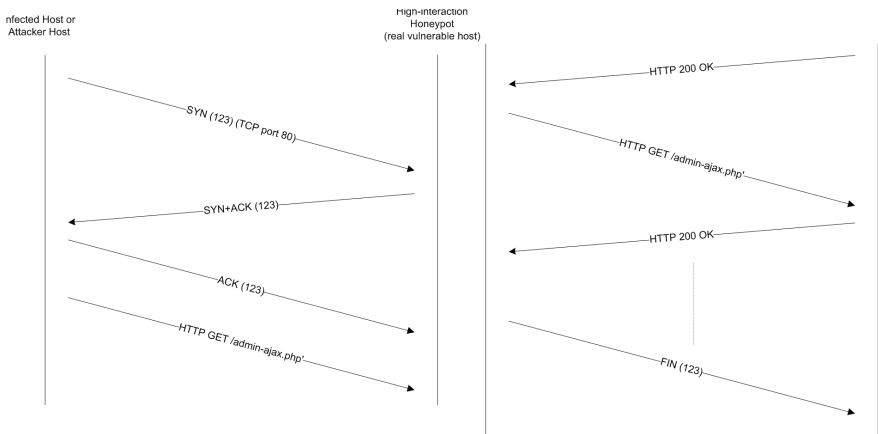 nfected Host or
Attacker Host
High-interaction
Honeypot
(real vulnerable host)
SYN (123) (TCP port 80)
SYN+ACK (123)
ACK (123)
HTTP GET /admin-ajax.php'
HTTP 200 OK
HTTP GET /admin-ajax.php'
HTTP 200 OK
FIN (123)